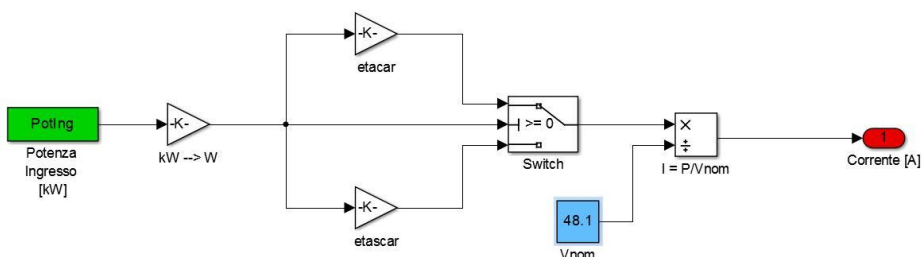 -K-
etacar
PotIng
Potenza
Ingresso
[kW]
-K-
kW --> W
>= 0
Switch
×
÷
I = P/Vnom
1
Corrente [A]
-K-
etascar
48.1
Vnom